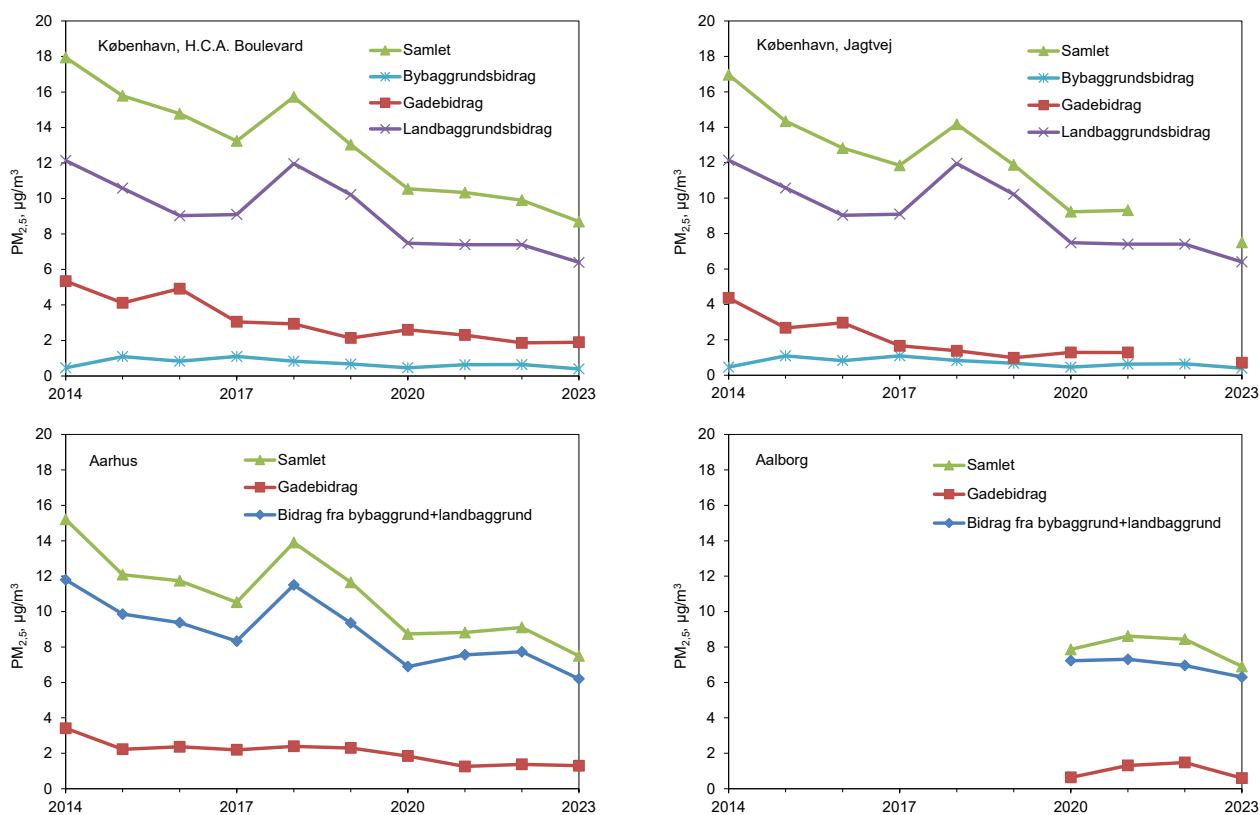 København, H.C.A. Boulevard
Samlet
Bybaggrundsbidrag
Gadebidrag
Landbaggrundsbidrag
PM2,5, µg/m³
20
18
16
14
12
10
8
6
4
2
0
2014
2017
2020
2023
København, Jagtvej
Samlet
Bybaggrundsbidrag
Gadebidrag
Landbaggrundsbidrag
PM2,5, µg/m³
20
18
16
14
12
10
8
6
4
2
0
2014
2017
2020
2023
Aarhus
Samlet
Gadebidrag
Bidrag fra bybaggrund+landbaggrund
PM2,5, µg/m³
20
18
16
14
12
10
8
6
4
2
0
2014
2017
2020
2023
Aalborg
Samlet
Gadebidrag
Bidrag fra bybaggrund+landbaggrund
PM2,5, µg/m³
20
18
16
14
12
10
8
6
4
2
0
2014
2017
2020
2023